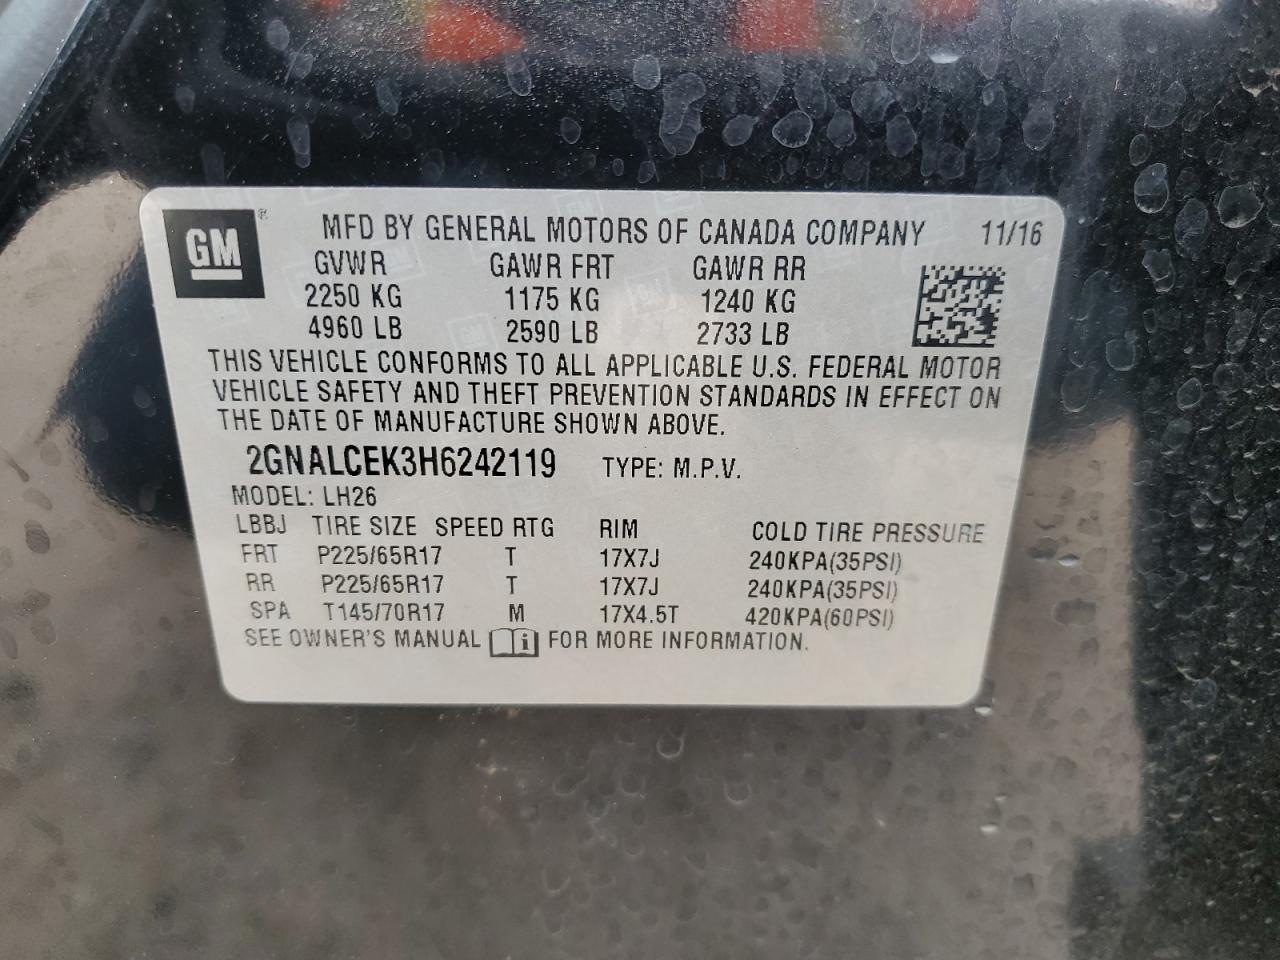 GM ® MFD BY GENERAL MOTORS OF CANADA COMPANY 11/16
GVWR GAWR FRT GAWR RR
2250 KG 1175 KG 1240 KG
4960 LB 2590 LB 2733 LB
THIS VEHICLE CONFORMS TO ALL APPLICABLE U.S. FEDERAL MOTOR
VEHICLE SAFETY AND THEFT PREVENTION STANDARDS IN EFFECT ON
THE DATE OF MANUFACTURE SHOWN ABOVE.
2GNALCEK3H6242119 TYPE: M.P.V.
MODEL: LH26
LBBJ TIRE SIZE SPEED RTG RIM COLD TIRE PRESSURE
FRT P225/65R17 T 17X7J 240KPA(35PSI)
RR P225/65R17 T 17X7J 240KPA(35PSI)
SPA T145/70R17 M 17X4.5T 420KPA(60PSI)
SEE OWNER'S MANUAL i FOR MORE INFORMATION.